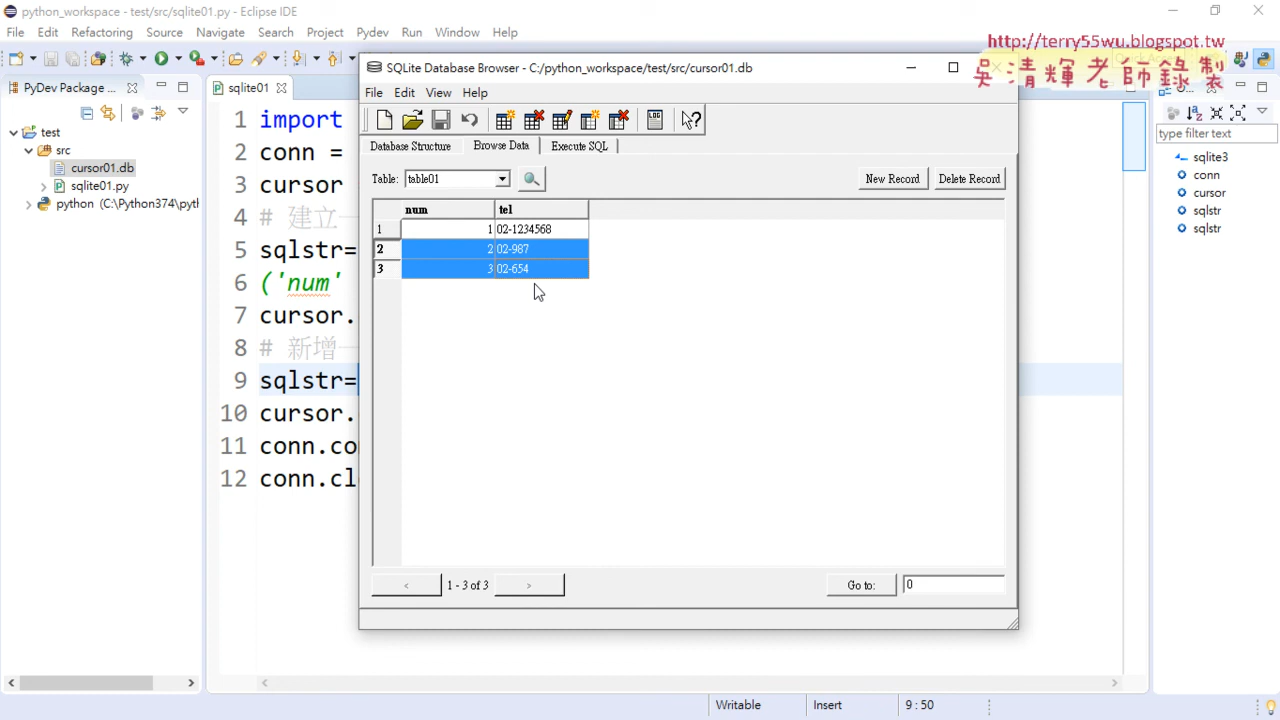 python_workspace - test/src/sqlite01.py - Eclipse IDE
File Edit Refactoring Source Navigate Search Project Pydev Run Window Help
http://terry55wu.blogspot.tw
吳清輝老師錄製
PyDev Package ...
test
src
cursor01.db
sqlite01.py
python (C:\Python374\pyth
sqlite01
1 import
2 conn =
3 cursor
4 # 建立一
5 sqlstr=
6 ('num'
7 cursor.
8 # 新增一
9 sqlstr=
10 cursor.
11 conn.co
12 conn.cl
SQLite Database Browser - C:/python_workspace/test/src/cursor01.db
File Edit View Help
LOG
Database Structure Browse Data Execute SQL
Table: table01 New Record Delete Record
num tel
1 1 02-1234568
2 2 02-987
3 3 02-654
< 1 - 3 of 3 > Go to: 0
type filter text
sqlite3
conn
cursor
sqlstr
sqlstr
Writable Insert 9 : 50